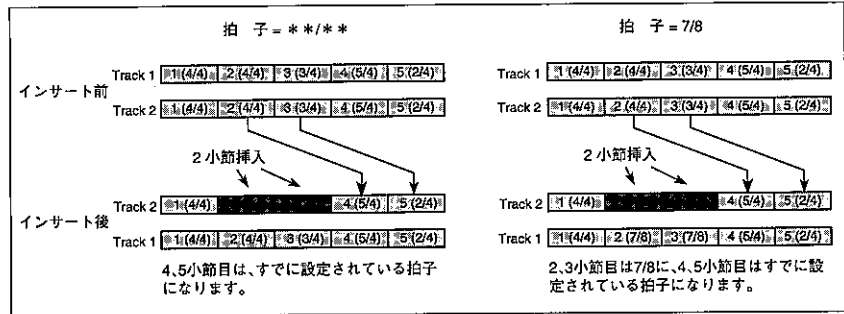 拍 子 = ＊＊/＊＊
拍 子 = 7/8
インサート前
Track 1 1 (4/4) 2 (4/4) 3 (3/4) 4 (5/4) 5 (2/4)
Track 2 1 (4/4) 2 (4/4) 3 (3/4) 4 (5/4) 5 (2/4)
Track 1 1 (4/4) 2 (4/4) 3 (3/4) 4 (5/4) 5 (2/4)
Track 2 1 (4/4) 2 (4/4) 3 (3/4) 4 (5/4) 5 (2/4)
2 小節挿入
2 小節挿入
インサート後
Track 2 1 (4/4) 4 (5/4) 5 (2/4)
Track 1 1 (4/4) 2 (4/4) 3 (3/4) 4 (5/4) 5 (2/4)
4、5小節目は、すでに設定されている拍子
になります。
Track 2 1 (4/4) 4 (5/4) 5 (2/4)
Track 1 1 (4/4) 2 (7/8) 3 (7/8) 4 (5/4) 5 (2/4)
2、3小節目は7/8に、4、5小節目はすでに設
定されている拍子になります。